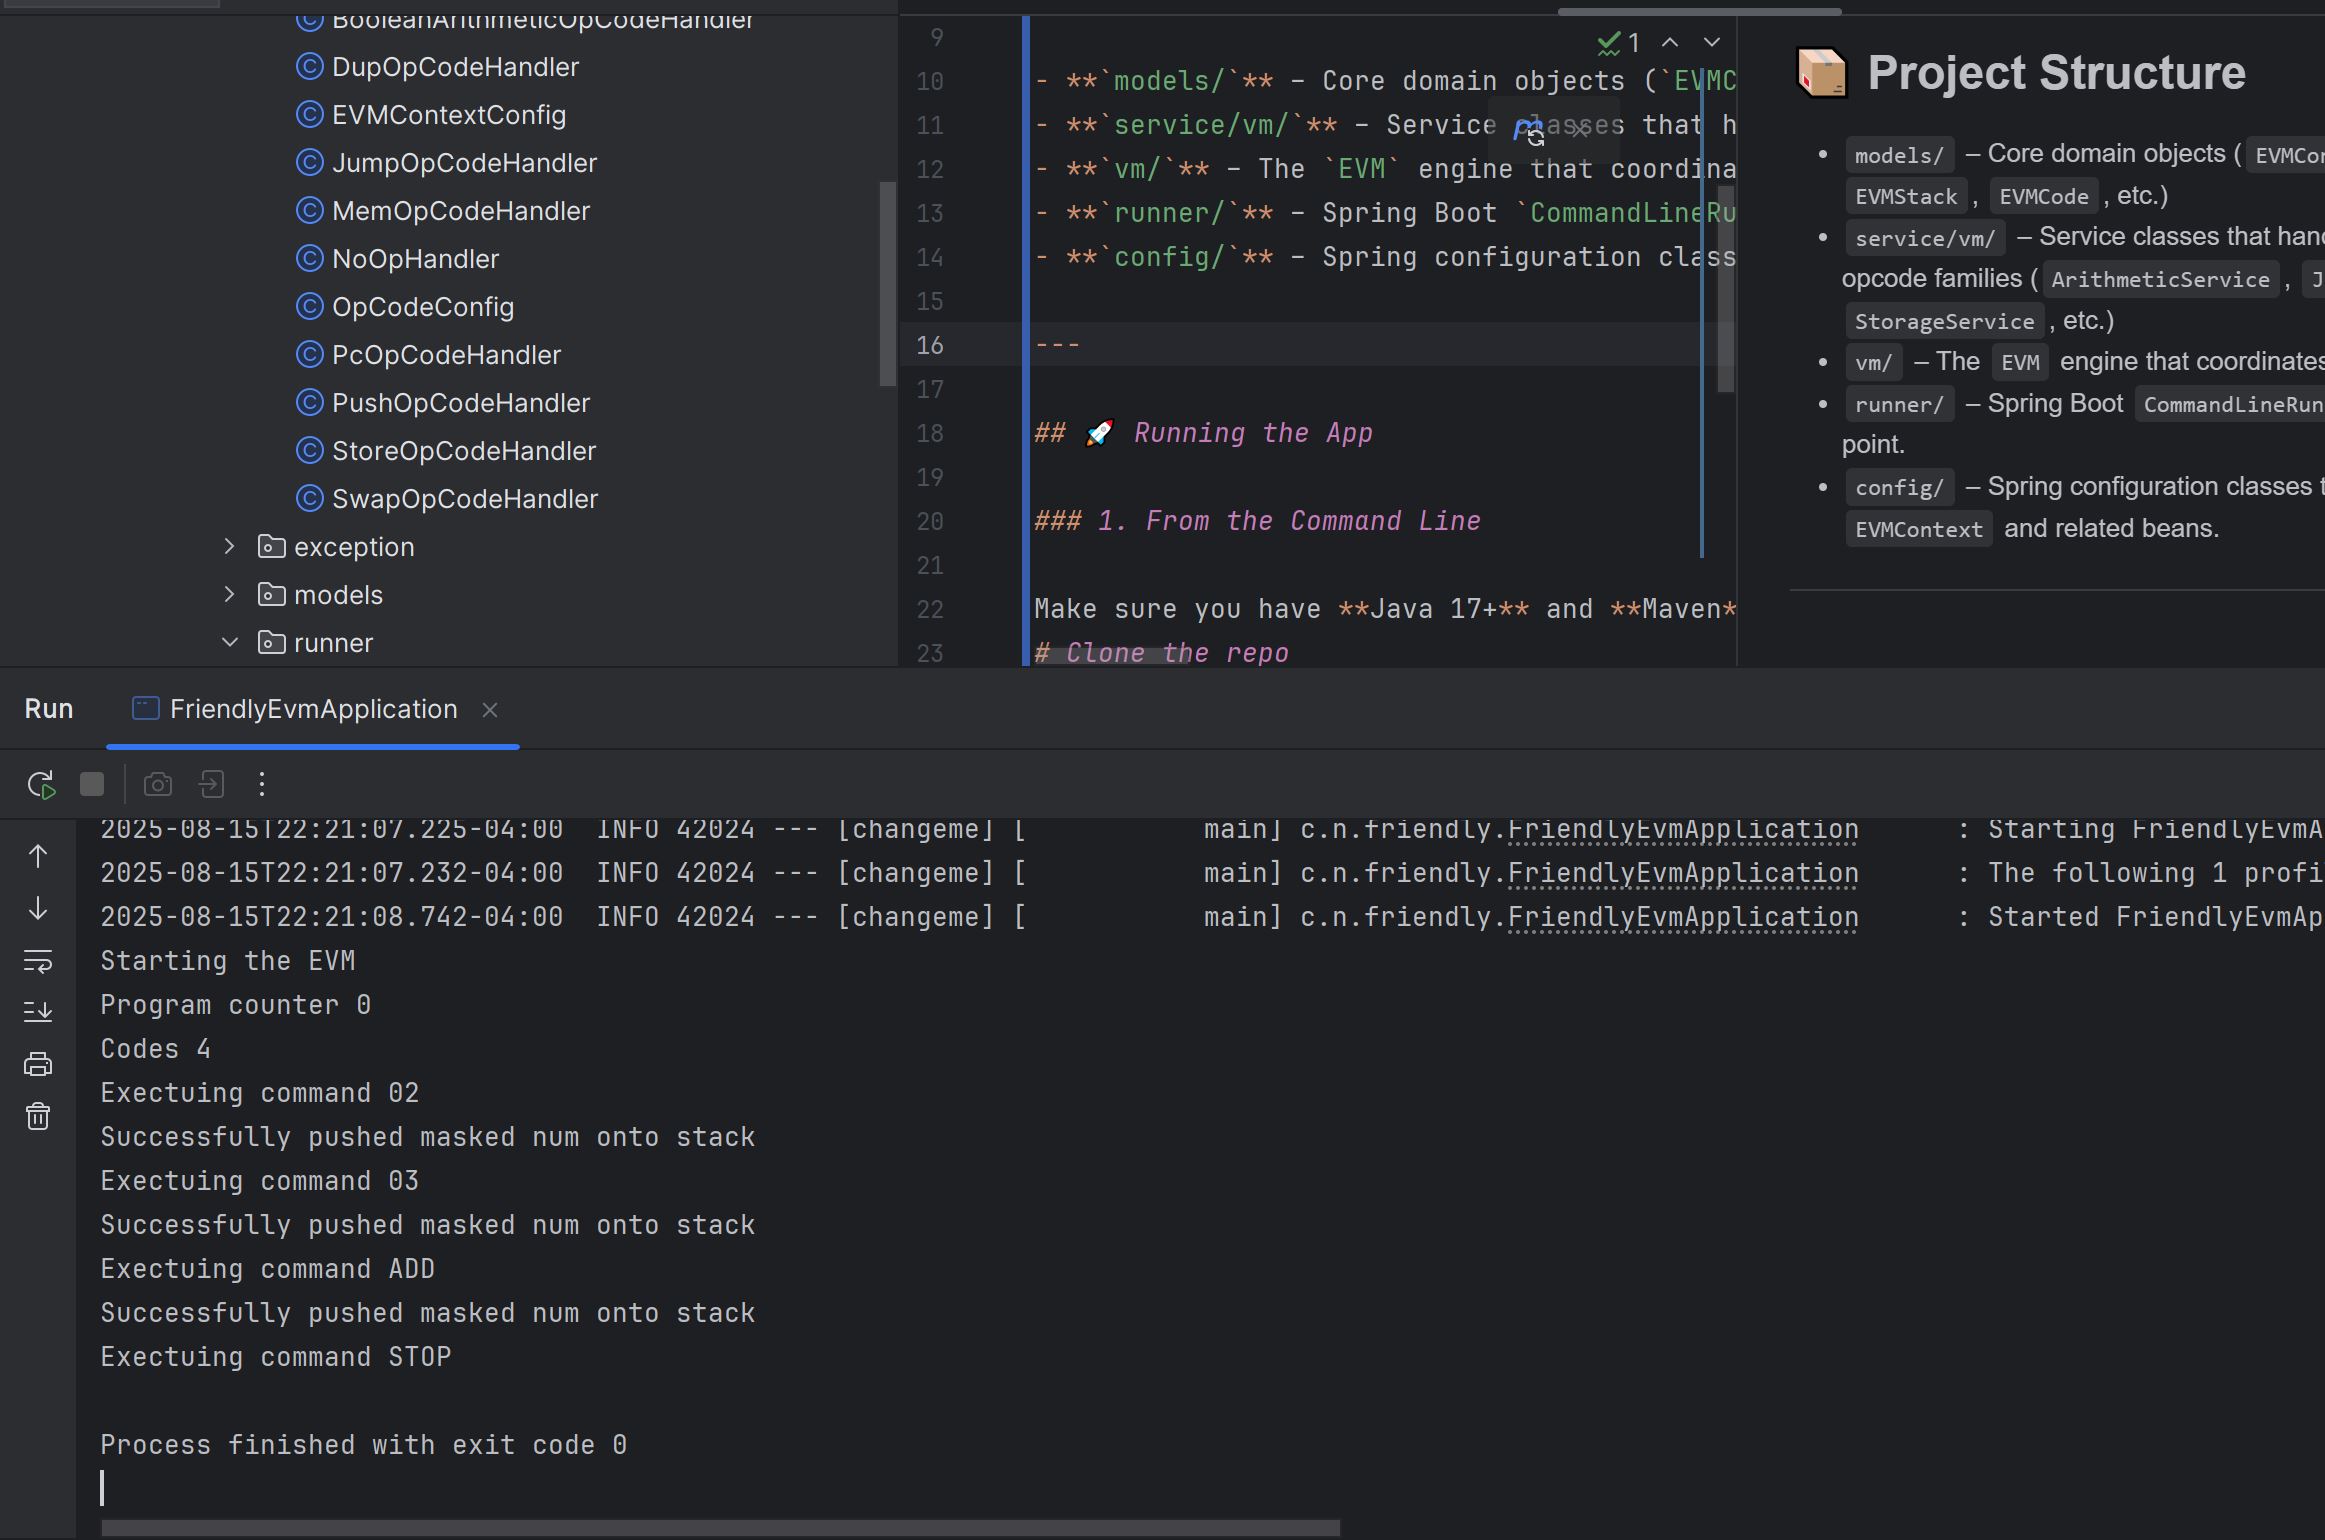 BooleanArithmeticOpCodeHandler
DupOpCodeHandler
EVMContextConfig
JumpOpCodeHandler
MemOpCodeHandler
NoOpHandler
OpCodeConfig
PcOpCodeHandler
PushOpCodeHandler
StoreOpCodeHandler
SwapOpCodeHandler
exception
models
runner
1
9
10 - **`models/`** – Core domain objects (`EVMC
11 - **`service/vm/`** – Service classes that h
12 - **`vm/`** – The `EVM` engine that coordina
13 - **`runner/`** – Spring Boot `CommandLineRu
14 - **`config/`** – Spring configuration class
15
16 ---
17
18 ## 🚀 Running the App
19
20 ### 1. From the Command Line
21
22 Make sure you have **Java 17+** and **Maven*
23 # Clone the repo
📦 Project Structure
• models/ – Core domain objects ( EVMCon
EVMStack , EVMCode , etc.)
• service/vm/ – Service classes that hand
opcode families ( ArithmeticService , J
StorageService , etc.)
• vm/ – The EVM engine that coordinates
• runner/ – Spring Boot CommandLineRun
point.
• config/ – Spring configuration classes t
EVMContext and related beans.
Run FriendlyEvmApplication
2025-08-15T22:21:07.225-04:00 INFO 42024 --- [changeme] [ main] c.n.friendly.FriendlyEvmApplication : Starting FriendlyEvmA
2025-08-15T22:21:07.232-04:00 INFO 42024 --- [changeme] [ main] c.n.friendly.FriendlyEvmApplication : The following 1 profi
2025-08-15T22:21:08.742-04:00 INFO 42024 --- [changeme] [ main] c.n.friendly.FriendlyEvmApplication : Started FriendlyEvmAp
Starting the EVM
Program counter 0
Codes 4
Exectuing command 02
Successfully pushed masked num onto stack
Exectuing command 03
Successfully pushed masked num onto stack
Exectuing command ADD
Successfully pushed masked num onto stack
Exectuing command STOP
Process finished with exit code 0